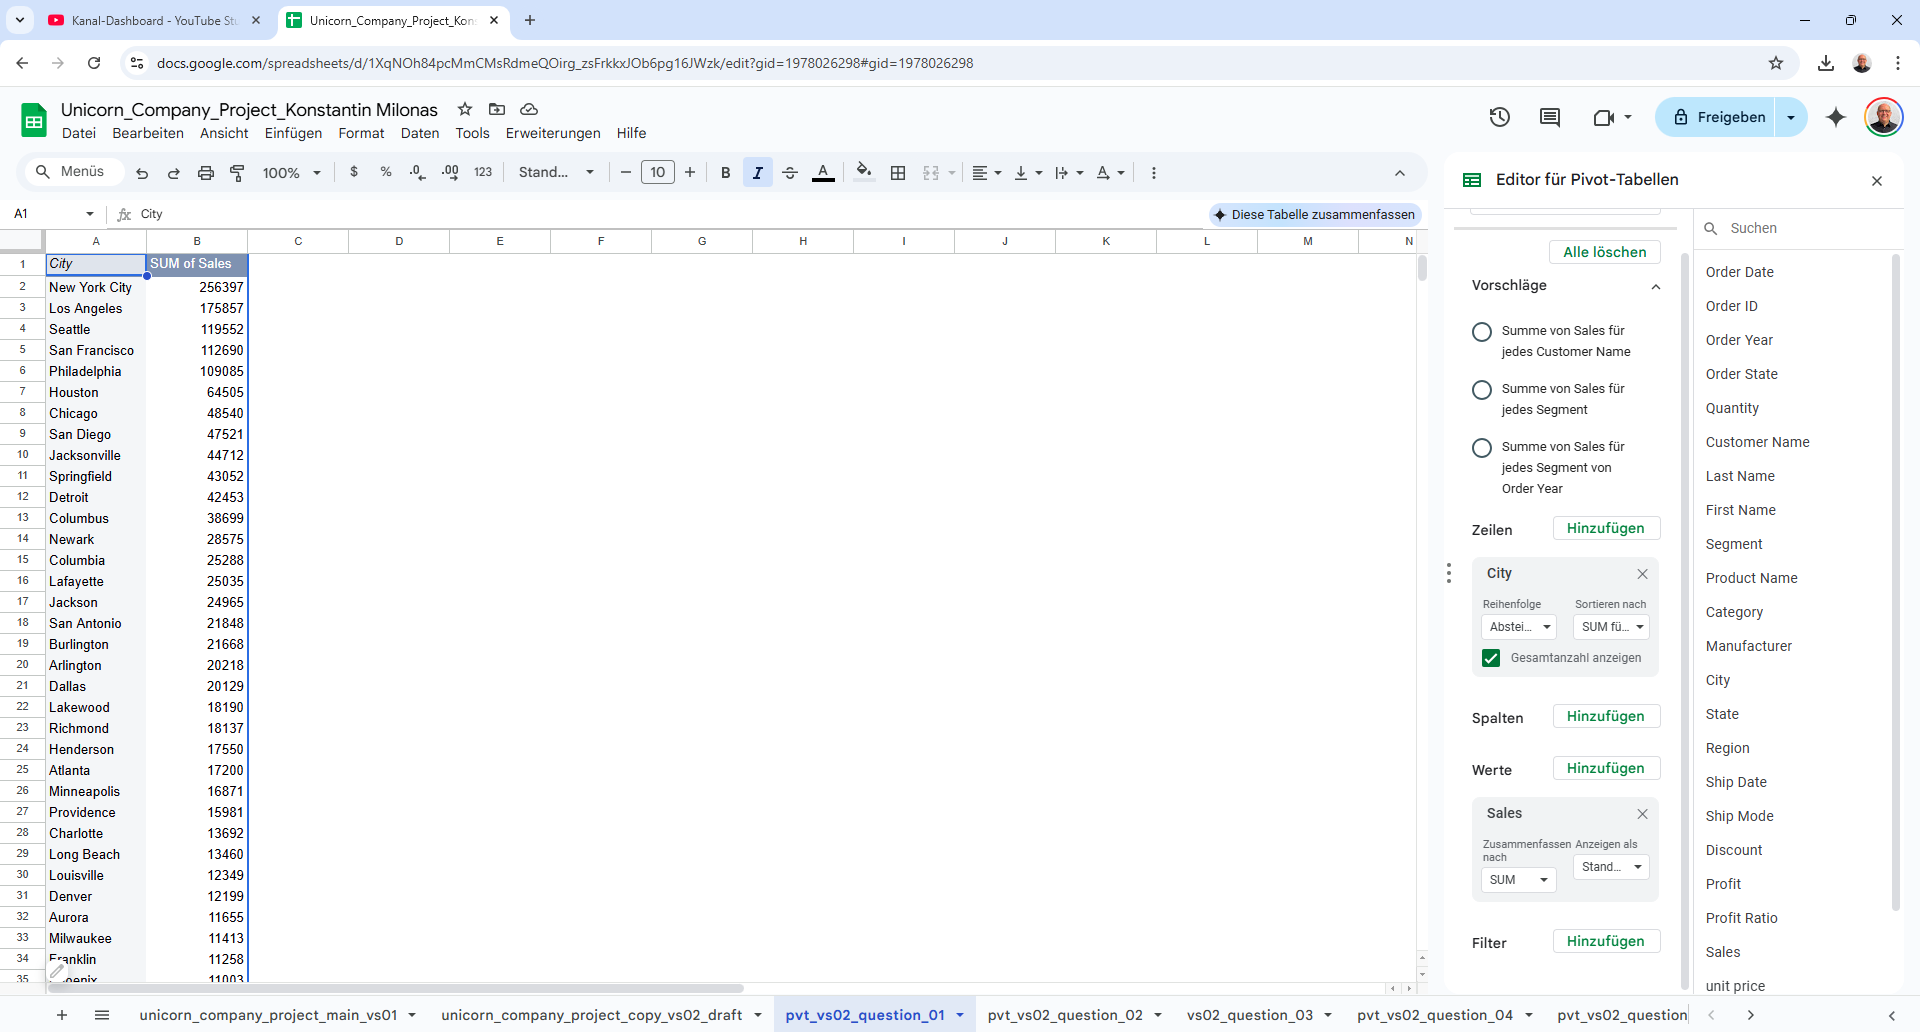 Kanal-Dashboard - YouTube Stu
Unicorn_Company_Project_Kons
docs.google.com/spreadsheets/d/1XqNOh84pcMmCMsRdmeQOirg_zsFrkkxJOb6pg16JWzk/edit?gid=1978026298#gid=1978026298
Unicorn_Company_Project_Konstantin Milonas
Datei Bearbeiten Ansicht Einfügen Format Daten Tools Erweiterungen Hilfe
Freigeben
Menüs 100% $ % .0 .00 123 Stand... 10 B I A
Editor für Pivot-Tabellen
A1 fx City
Diese Tabelle zusammenfassen
A B C D E F G H I J K L M N
1 City SUM of Sales
2 New York City 256397
3 Los Angeles 175857
4 Seattle 119552
5 San Francisco 112690
6 Philadelphia 109085
7 Houston 64505
8 Chicago 48540
9 San Diego 47521
10 Jacksonville 44712
11 Springfield 43052
12 Detroit 42453
13 Columbus 38699
14 Newark 28575
15 Columbia 25288
16 Lafayette 25035
17 Jackson 24965
18 San Antonio 21848
19 Burlington 21668
20 Arlington 20218
21 Dallas 20129
22 Lakewood 18190
23 Richmond 18137
24 Henderson 17550
25 Atlanta 17200
26 Minneapolis 16871
27 Providence 15981
28 Charlotte 13692
29 Long Beach 13460
30 Louisville 12349
31 Denver 12199
32 Aurora 11655
33 Milwaukee 11413
34 Franklin 11258
35 11003
Alle löschen
Vorschläge
Summe von Sales für
jedes Customer Name
Summe von Sales für
jedes Segment
Summe von Sales für
jedes Segment von
Order Year
Zeilen Hinzufügen
City
Reihenfolge Sortieren nach
Abstei... SUM fü...
Gesamtanzahl anzeigen
Spalten Hinzufügen
Werte Hinzufügen
Sales
Zusammenfassen Anzeigen als
nach
SUM Stand...
Filter Hinzufügen
Suchen
Order Date
Order ID
Order Year
Order State
Quantity
Customer Name
Last Name
First Name
Segment
Product Name
Category
Manufacturer
City
State
Region
Ship Date
Ship Mode
Discount
Profit
Profit Ratio
Sales
unit price
unicorn_company_project_main_vs01 unicorn_company_project_copy_vs02_draft pvt_vs02_question_01 pvt_vs02_question_02 vs02_question_03 pvt_vs02_question_04 pvt_vs02_question